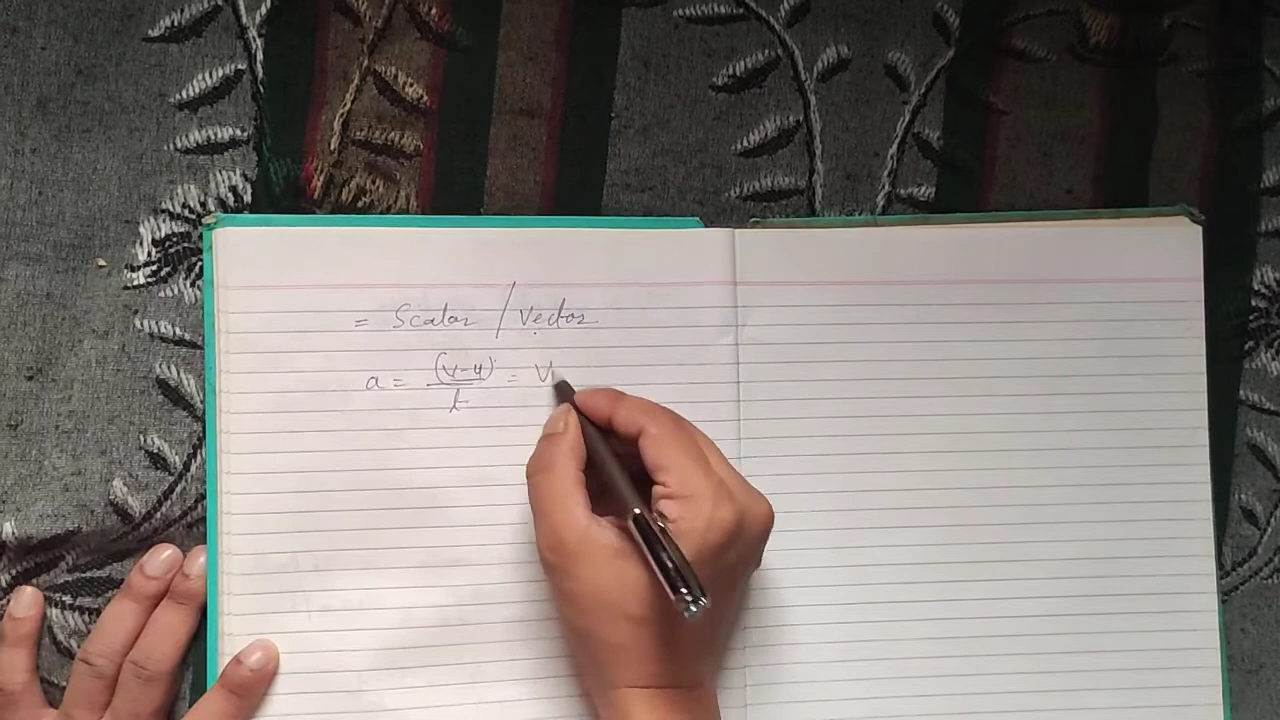 = Scalar / Vector
a = (v-u)/t = V